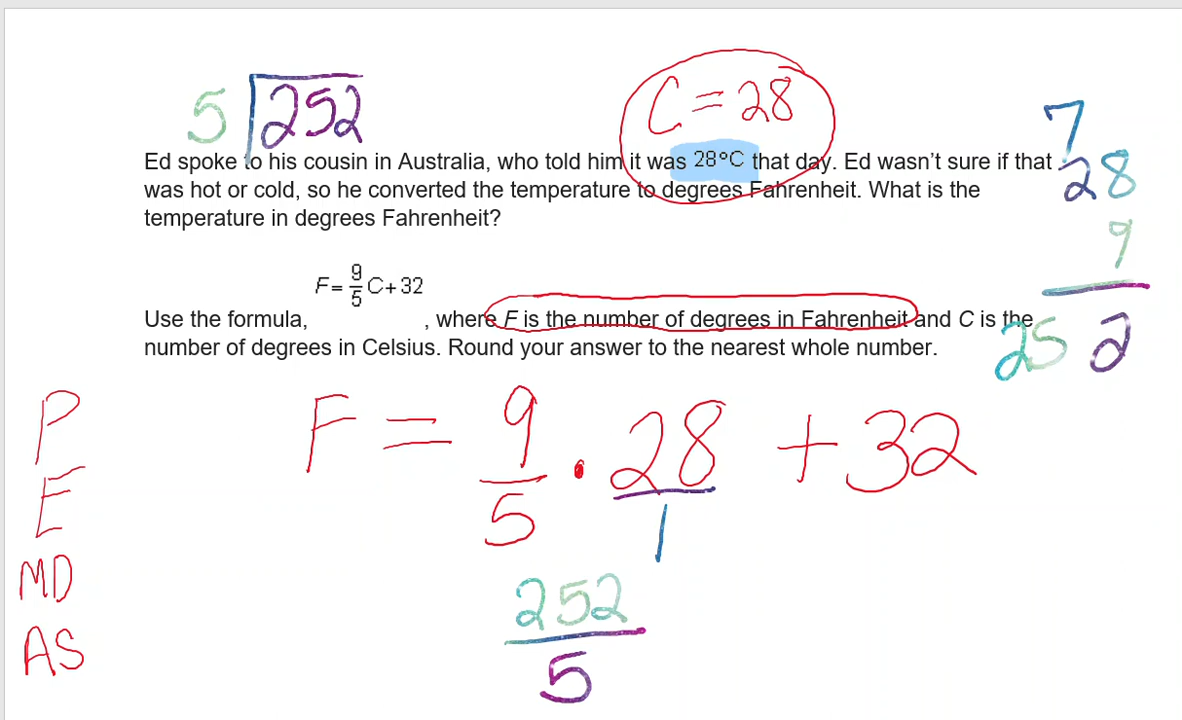 5 252
C = 28
Ed spoke to his cousin in Australia, who told him it was 28°C that day. Ed wasn't sure if that
was hot or cold, so he converted the temperature to degrees Fahrenheit. What is the
temperature in degrees Fahrenheit?
7
28
9
252
F = 9/5 C + 32
Use the formula, , where F is the number of degrees in Fahrenheit and C is the
number of degrees in Celsius. Round your answer to the nearest whole number.
P
E
MD
AS
F = 9/5 · 28/1 + 32
252
5